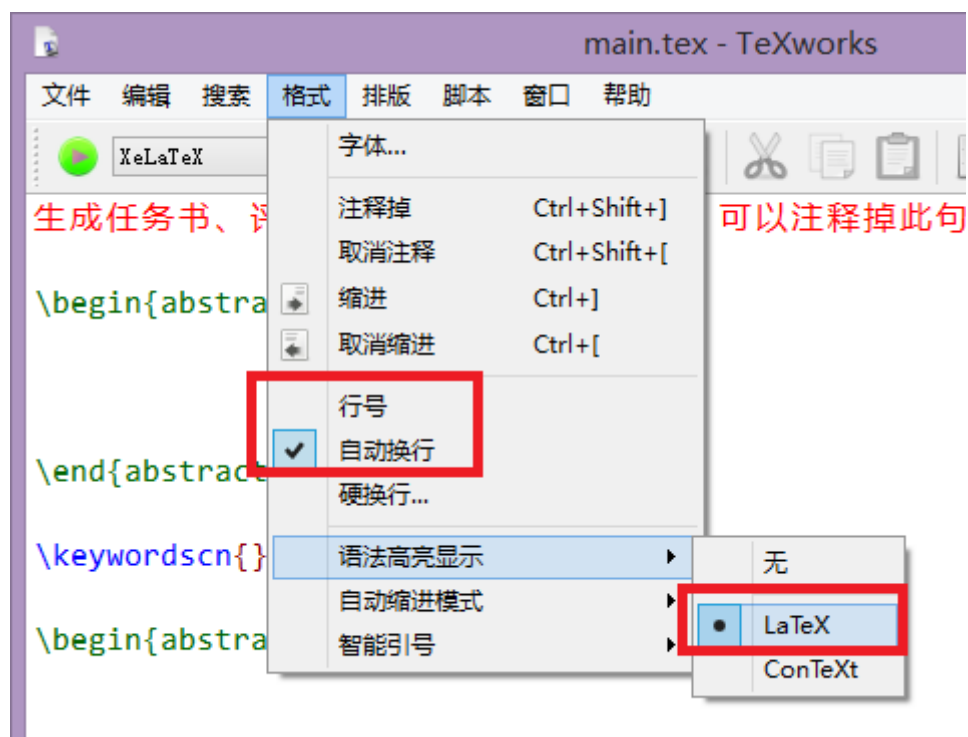 main.tex - TeXworks
文件 编辑 搜索 格式 排版 脚本 窗口 帮助
XeLaTeX
字体...
生成任务书、 可以注释掉此句
注释掉 Ctrl+Shift+]
取消注释 Ctrl+Shift+[
\begin{abstra
缩进 Ctrl+]
取消缩进 Ctrl+[
行号
自动换行
\end{abstract
硬换行...
\keywordscn{}
语法高亮显示
无
自动缩进模式
LaTeX
\begin{abstra
智能引号
ConTeXt